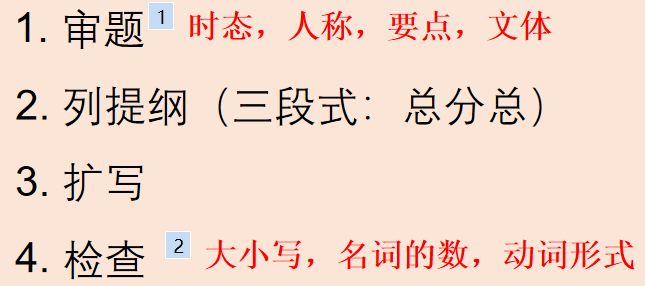 1. 审题 1 时态，人称，要点，文体
2. 列提纲（三段式：总分总）
3. 扩写
4. 检查 2 大小写，名词的数，动词形式